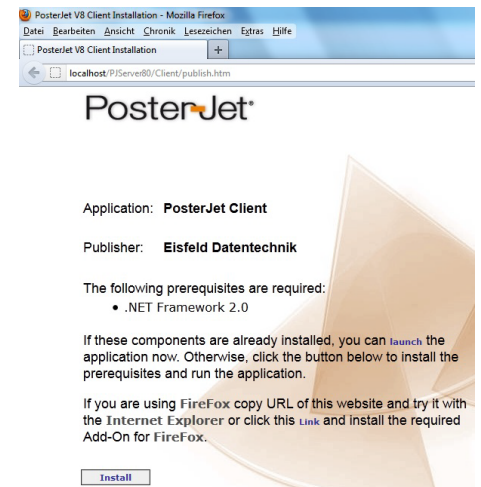 PosterJet V8 Client Installation - Mozilla Firefox
Datei Bearbeiten Ansicht Chronik Lesezeichen Extras Hilfe
PosterJet V8 Client Installation +
localhost/PJServer80/Client/publish.htm
PosterJet®
Application: PosterJet Client
Publisher: Eisfeld Datentechnik
The following prerequisites are required:
• .NET Framework 2.0
If these components are already installed, you can launch the
application now. Otherwise, click the button below to install the
prerequisites and run the application.
If you are using FireFox copy URL of this website and try it with
the Internet Explorer or click this Link and install the required
Add-On for FireFox.
Install